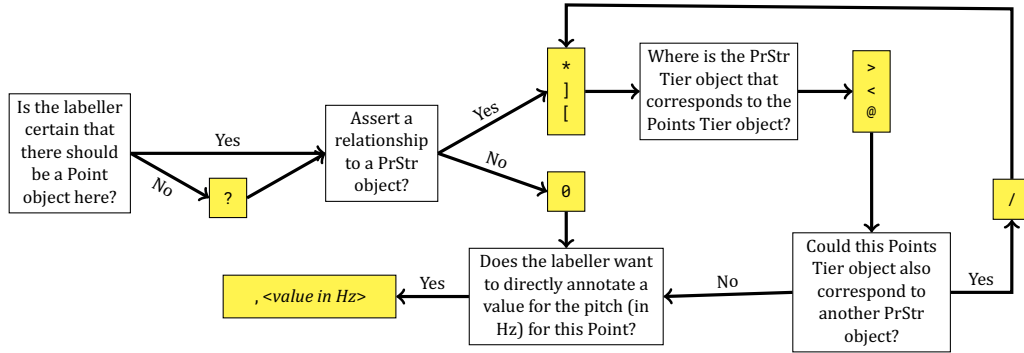 Is the labeller
certain that
there should
be a Point
object here?
Yes
No
?
Assert a
relationship
to a PrStr
object?
Yes
No
*
]
[
0
Where is the PrStr
Tier object that
corresponds to the
Points Tier object?
>
<
@
/
Could this Points
Tier object also
correspond to
another PrStr
object?
Yes
No
Does the labeller want
to directly annotate a
value for the pitch (in
Hz) for this Point?
Yes
,<value in Hz>